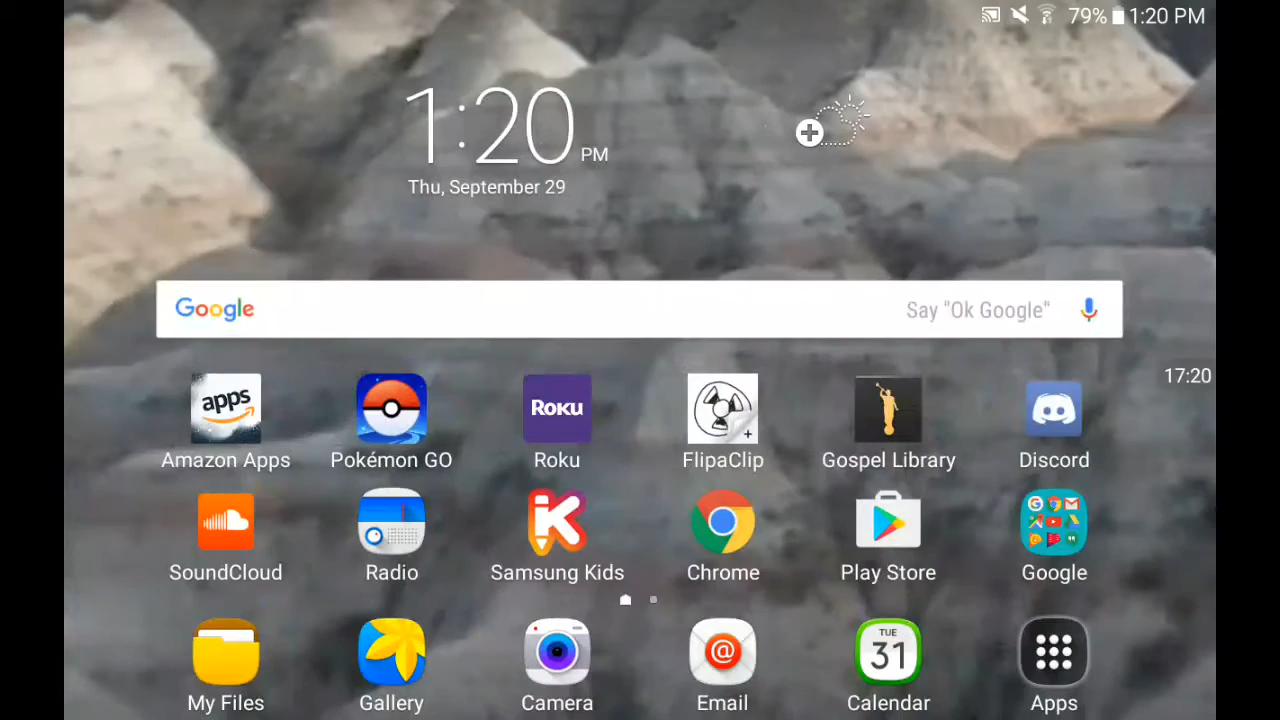 79% 1:20 PM
1:20 PM
Thu, September 29
Google Say "Ok Google"
17:20
apps Roku
Amazon Apps Pokémon GO Roku FlipaClip Gospel Library Discord
SoundCloud Radio Samsung Kids Chrome Play Store Google
TUE
31
My Files Gallery Camera Email Calendar Apps